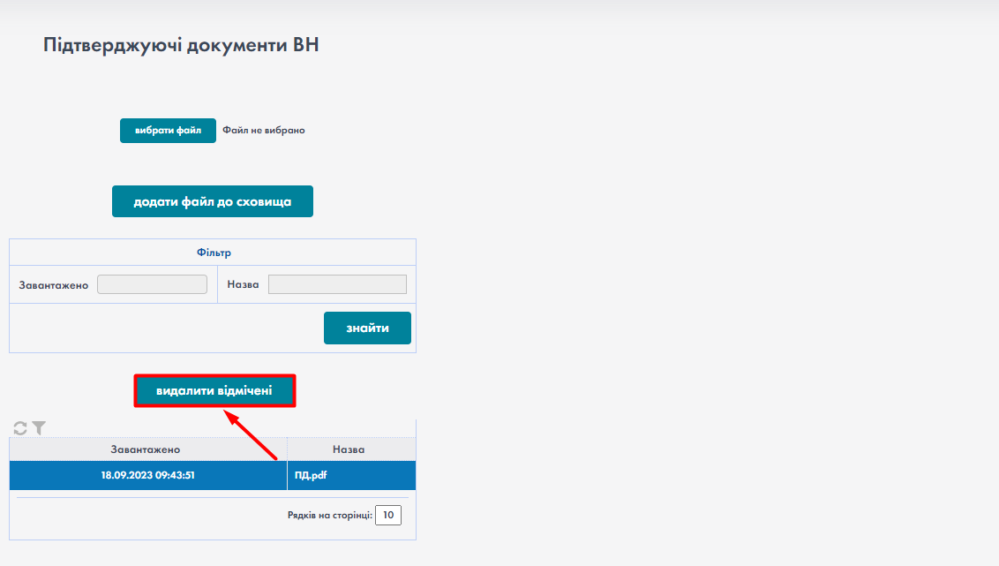 Підтверджуючі документи ВН
вибрати файл Файл не вибрано
додати файл до сховища
Фільтр
Завантажено Назва
знайти
видалити відмічені
Завантажено Назва
18.09.2023 09:43:51 ПД.pdf
Рядків на сторінці: 10